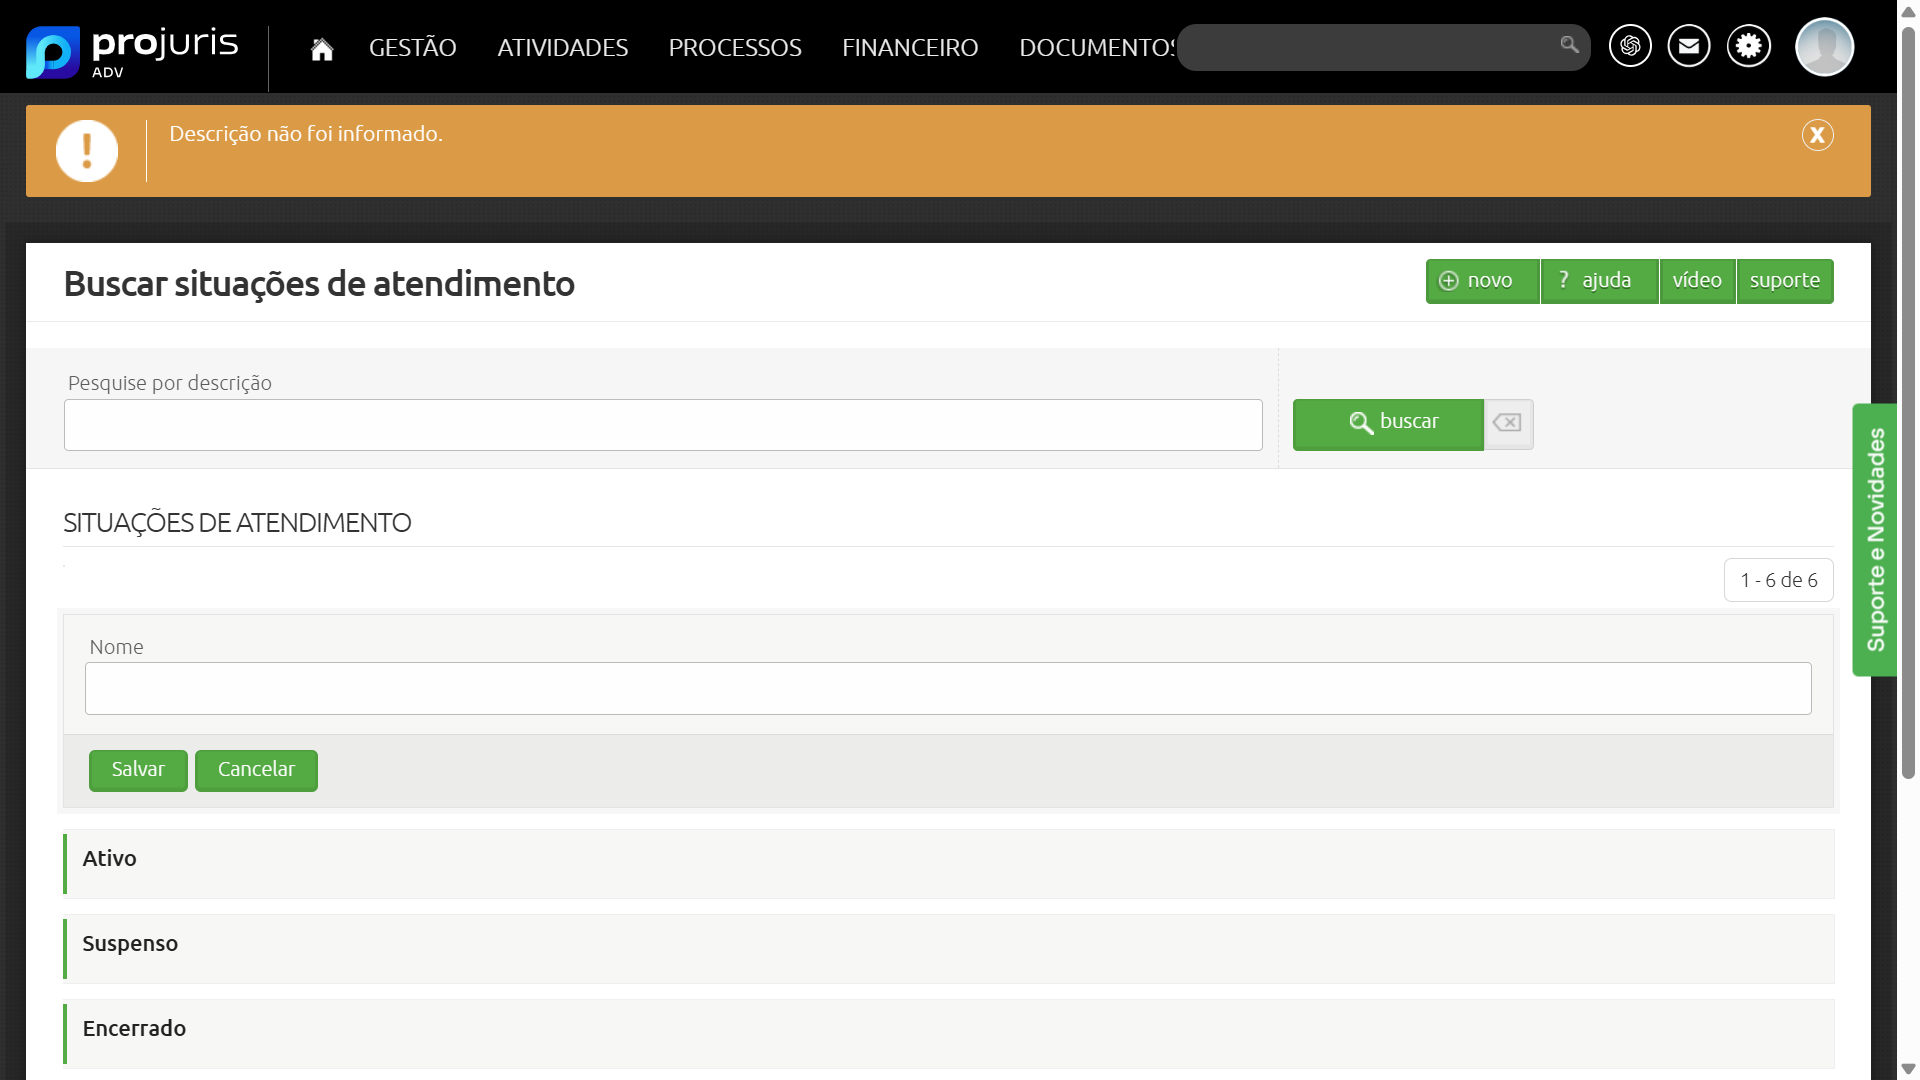 projuris
ADV
GESTÃO
ATIVIDADES
PROCESSOS
FINANCEIRO
DOCUMENTOS
Descrição não foi informado.
X
Buscar situações de atendimento
novo
? ajuda
vídeo
suporte
Pesquise por descrição
buscar
Suporte e Novidades
SITUAÇÕES DE ATENDIMENTO
1 - 6 de 6
Nome
Salvar
Cancelar
Ativo
Suspenso
Encerrado